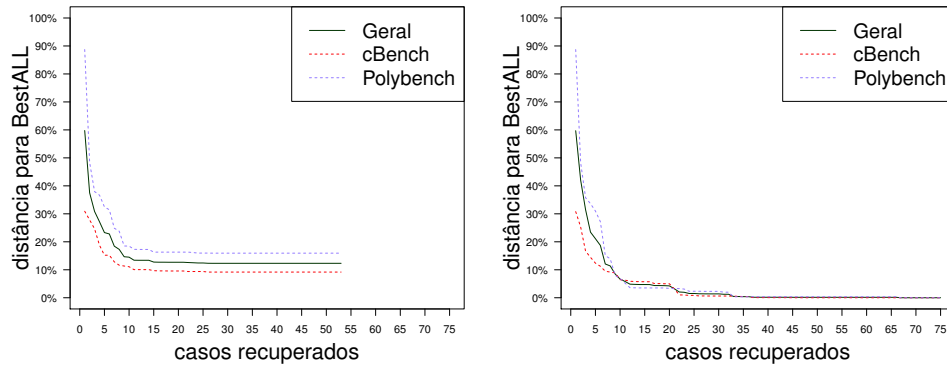 distância para BestALL
100%
90%
80%
70%
60%
50%
40%
30%
20%
10%
0%
Geral
cBench
Polybench
0 5 10 15 20 25 30 35 40 45 50 55 60 65 70 75
casos recuperados
distância para BestALL
100%
90%
80%
70%
60%
50%
40%
30%
20%
10%
0%
Geral
cBench
Polybench
0 5 10 15 20 25 30 35 40 45 50 55 60 65 70 75
casos recuperados